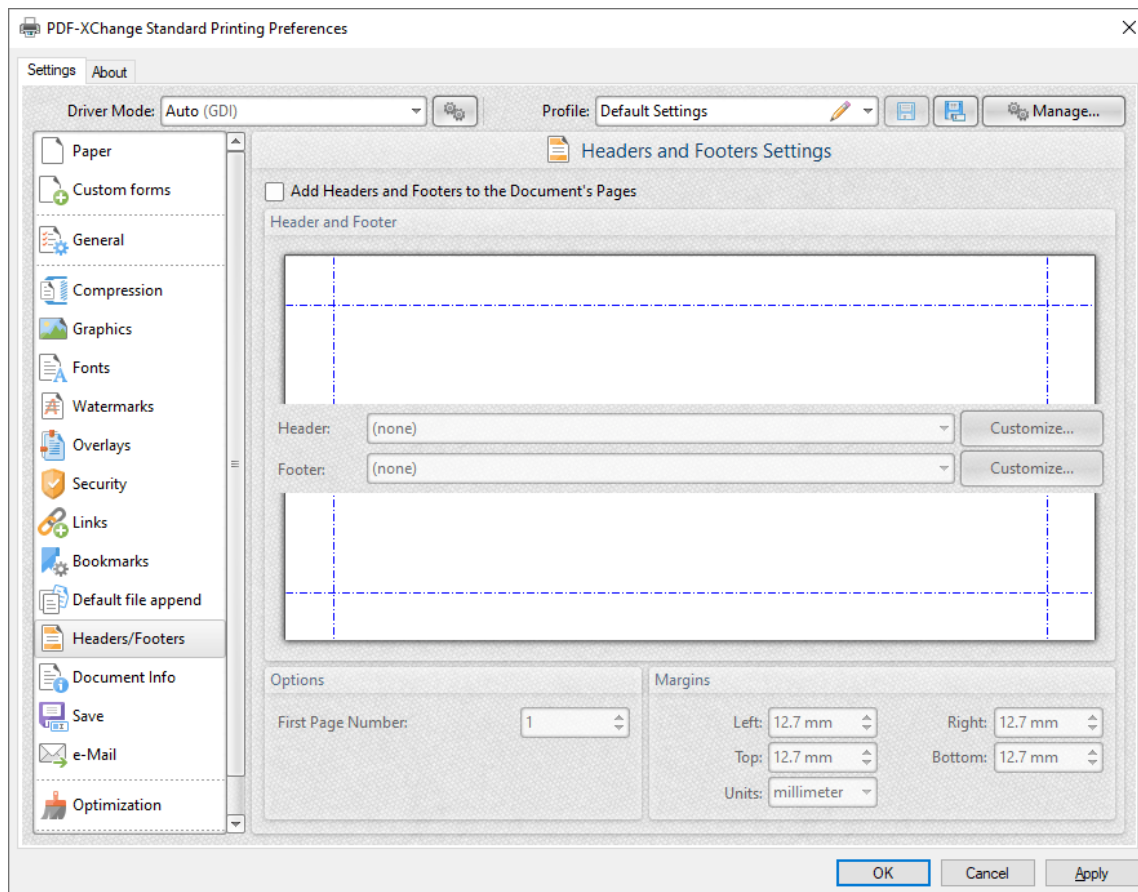 PDF-XChange Standard Printing Preferences
Settings About
Driver Mode: Auto (GDI) Profile: Default Settings Manage...
Paper
Custom forms
General
Compression
Graphics
Fonts
Watermarks
Overlays
Security
Links
Bookmarks
Default file append
Headers/Footers
Document Info
Save
e-Mail
Optimization
Headers and Footers Settings
Add Headers and Footers to the Document's Pages
Header and Footer
Header: (none) Customize...
Footer: (none) Customize...
Options
First Page Number: 1
Margins
Left: 12.7 mm Right: 12.7 mm
Top: 12.7 mm Bottom: 12.7 mm
Units: millimeter
OK Cancel Apply